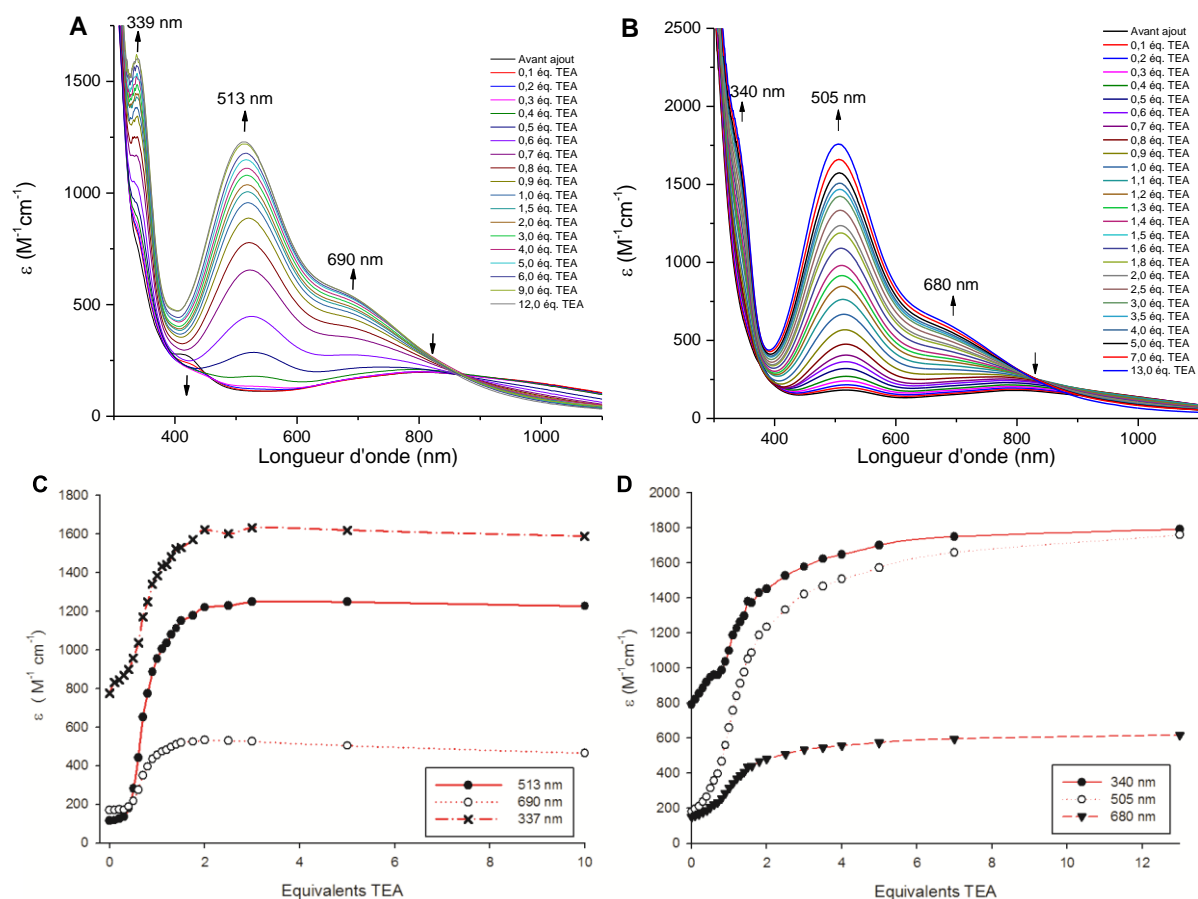 A
339 nm
513 nm
690 nm
Avant ajout
0,1 éq. TEA
0,2 éq. TEA
0,3 éq. TEA
0,4 éq. TEA
0,5 éq. TEA
0,6 éq. TEA
0,7 éq. TEA
0,8 éq. TEA
0,9 éq. TEA
1,0 éq. TEA
1,5 éq. TEA
2,0 éq. TEA
3,0 éq. TEA
4,0 éq. TEA
5,0 éq. TEA
6,0 éq. TEA
9,0 éq. TEA
12,0 éq. TEA
1500
1000
500
0
ε (M-1cm-1)
400 600 800 1000
Longueur d'onde (nm)
B
340 nm
505 nm
680 nm
Avant ajout
0,1 éq. TEA
0,2 éq. TEA
0,3 éq. TEA
0,4 éq. TEA
0,5 éq. TEA
0,6 éq. TEA
0,7 éq. TEA
0,8 éq. TEA
0,9 éq. TEA
1,0 éq. TEA
1,1 éq. TEA
1,2 éq. TEA
1,3 éq. TEA
1,4 éq. TEA
1,5 éq. TEA
1,6 éq. TEA
1,8 éq. TEA
2,0 éq. TEA
2,5 éq. TEA
3,0 éq. TEA
3,5 éq. TEA
4,0 éq. TEA
5,0 éq. TEA
7,0 éq. TEA
13,0 éq. TEA
2500
2000
1500
1000
500
0
ε (M-1cm-1)
400 600 800 1000
Longueur d'onde (nm)
C
1800
1600
1400
1200
1000
800
600
400
200
0
ε ( M-1 cm-1)
0 2 4 6 8 10
Equivalents TEA
513 nm
690 nm
337 nm
D
2000
1800
1600
1400
1200
1000
800
600
400
200
0
ε (M-1 cm-1)
0 2 4 6 8 10 12
Equivalents TEA
340 nm
505 nm
680 nm